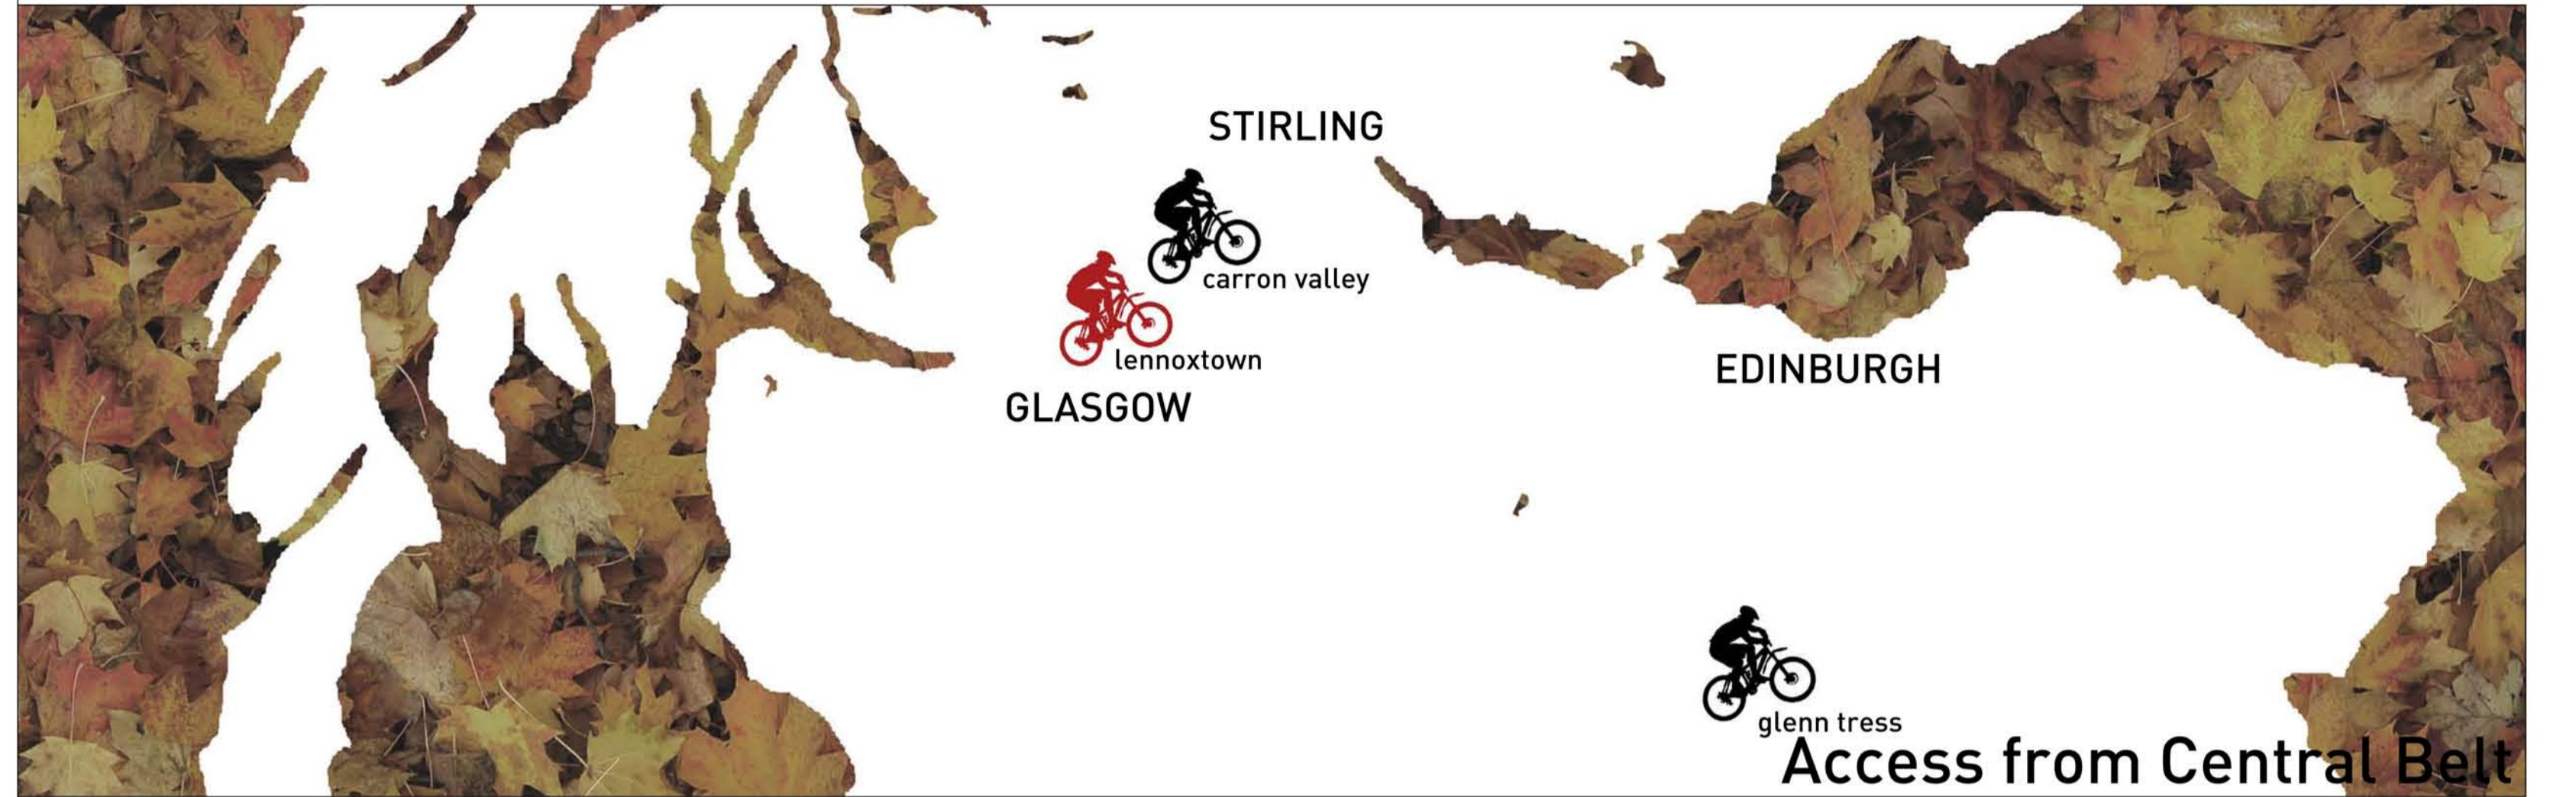 STIRLING
carron valley
lennoxtown
EDINBURGH
GLASGOW
glenn tress
Access from Central Belt